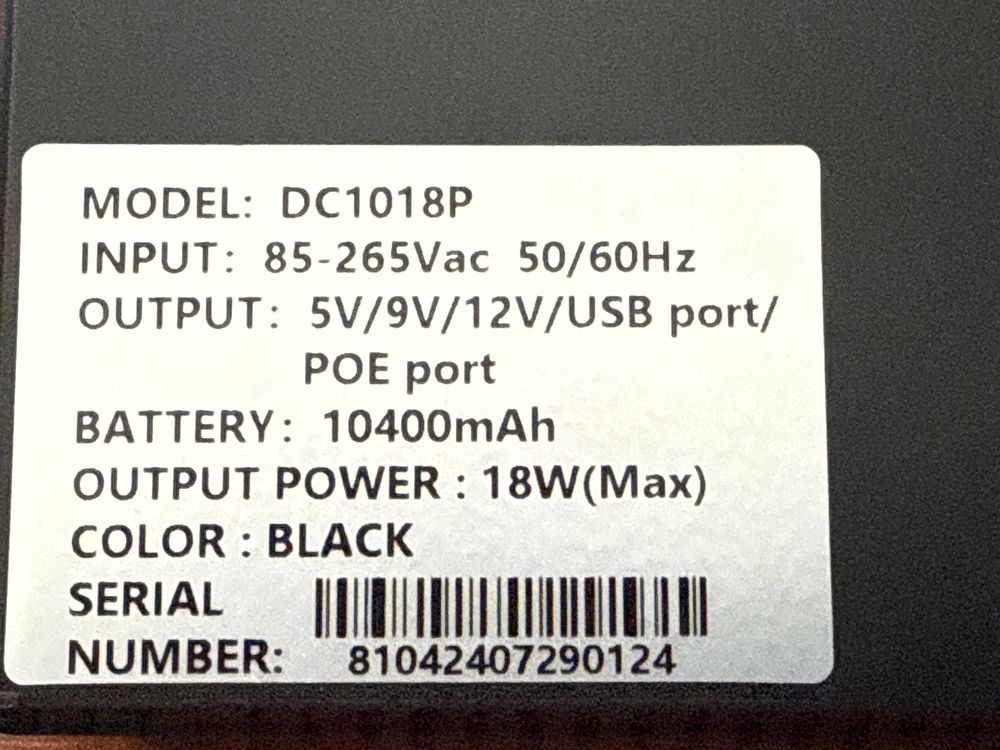 MODEL: DC1018P
INPUT: 85-265Vac 50/60Hz
OUTPUT: 5V/9V/12V/USB port/
POE port
BATTERY: 10400mAh
OUTPUT POWER : 18W(Max)
COLOR : BLACK
SERIAL
NUMBER: 81042407290124